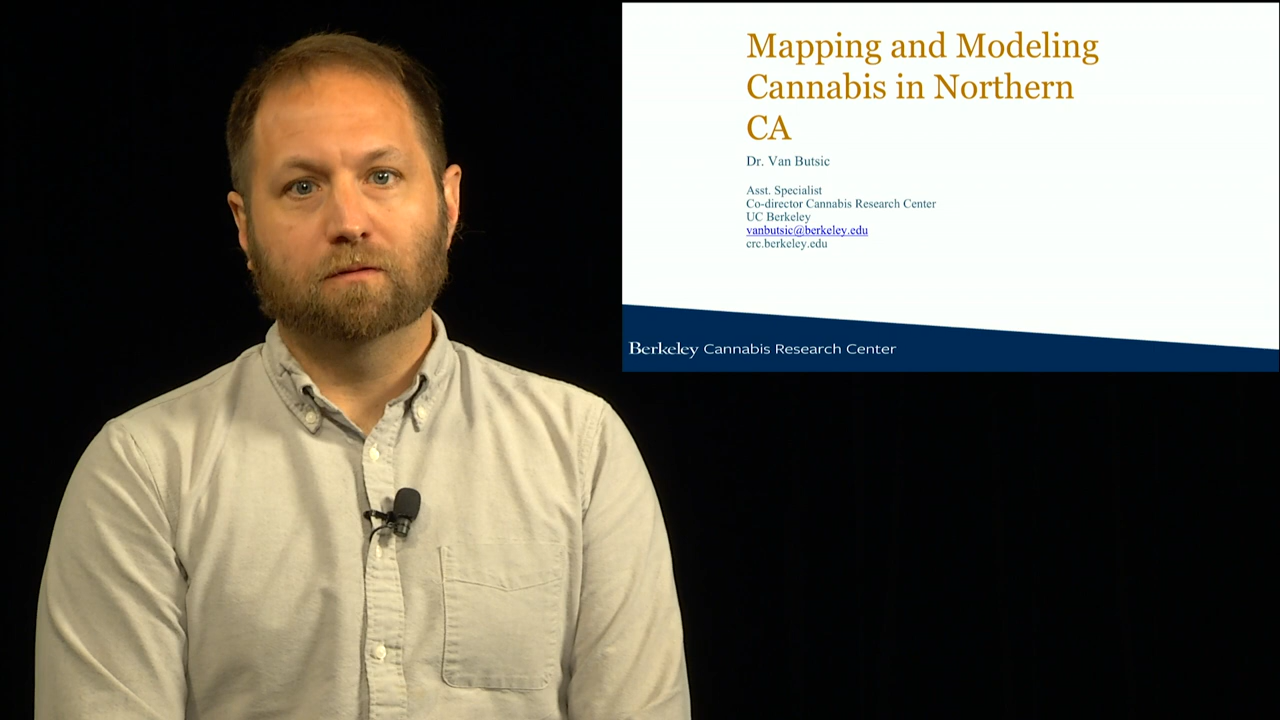 Mapping and Modeling
Cannabis in Northern
CA
Dr. Van Butsic
Asst. Specialist
Co-director Cannabis Research Center
UC Berkeley
vanbutsic@berkeley.edu
crc.berkeley.edu
Berkeley Cannabis Research Center